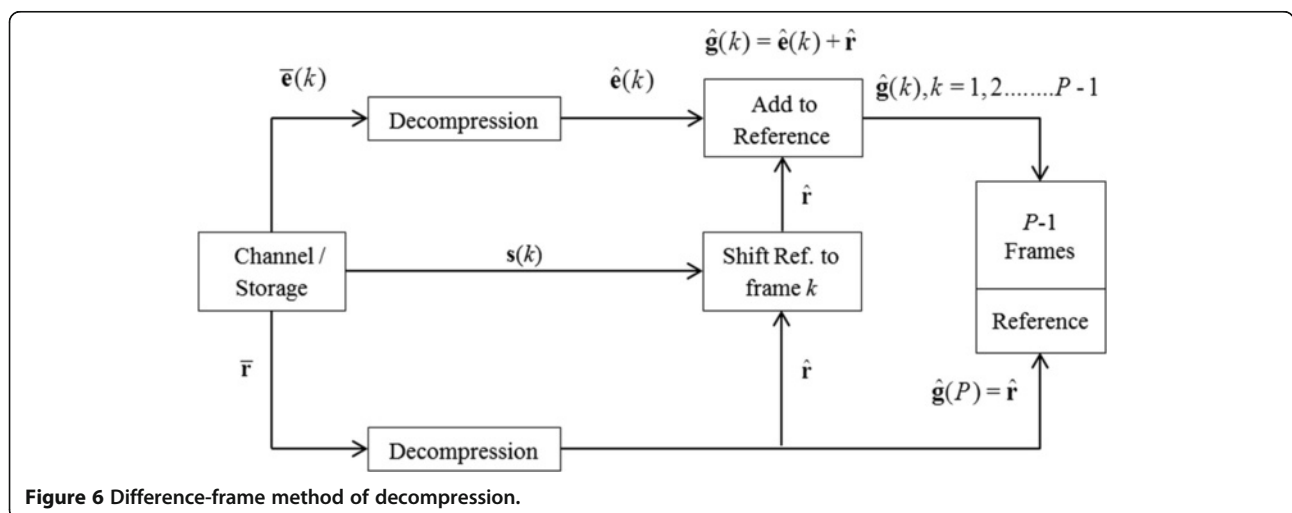 ĝ(k) = ê(k) + r̂
ē(k)
ê(k)
ĝ(k), k = 1, 2........P - 1
Decompression
Add to
Reference
r̂
P-1
Frames
Channel /
Storage
s(k)
Shift Ref. to
frame k
Reference
r̄
r̂
ĝ(P) = r̂
Decompression
Figure 6 Difference-frame method of decompression.